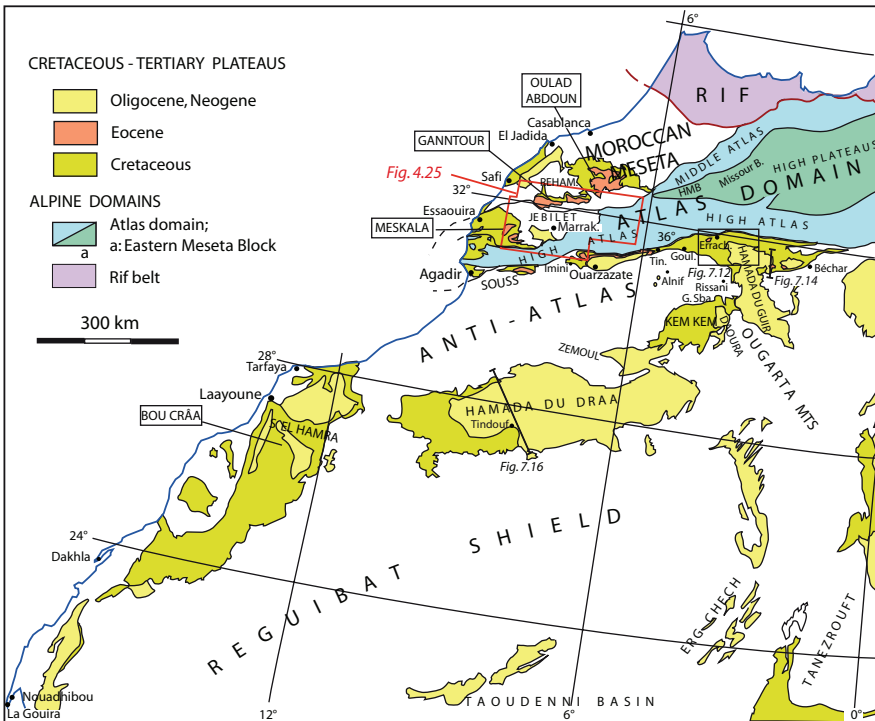 CRETACEOUS - TERTIARY PLATEAUS
Oligocene, Neogene
Eocene
Cretaceous
ALPINE DOMAINS
Atlas domain;
a: Eastern Meseta Block
a
Rif belt
300 km
6°
RIF
OULAD
ABDOUN
Casablanca
El Jadida
GANNTOUR
MOROCCAN
MESETA
MIDDLE ATLAS
HIGH PLATEAUS
Missour B.
HMB
Fig. 4.25
Safi
REHAM.
32°
ATLAS DOMAIN
Essaouira
JEBILET
Marrak.
HIGH ATLAS
MESKALA
HIGH ATLAS
36°
Errach.
Agadir
SOUSS
Imini
Ouarzazate
Tin.
Goul.
Fig. 7.12
Béchar
Fig. 7.14
Alnif
Rissani
G. Sba
HAMADA DU GUIR
ANTI-ATLAS
KEM KEM
DAOURA
OUGARTA MTS
ZEMOUL
28°
Tarfaya
Laayoune
HAMADA DU DRAA
BOU CRÂA
S. EL HAMRA
Tindouf
Fig. 7.16
24°
Dakhla
REGUIBAT SHIELD
ERG CHECH
TANEZROUFT
Nouadhibou
La Gouira
12°
6°
TAOUDENNI BASIN
0°